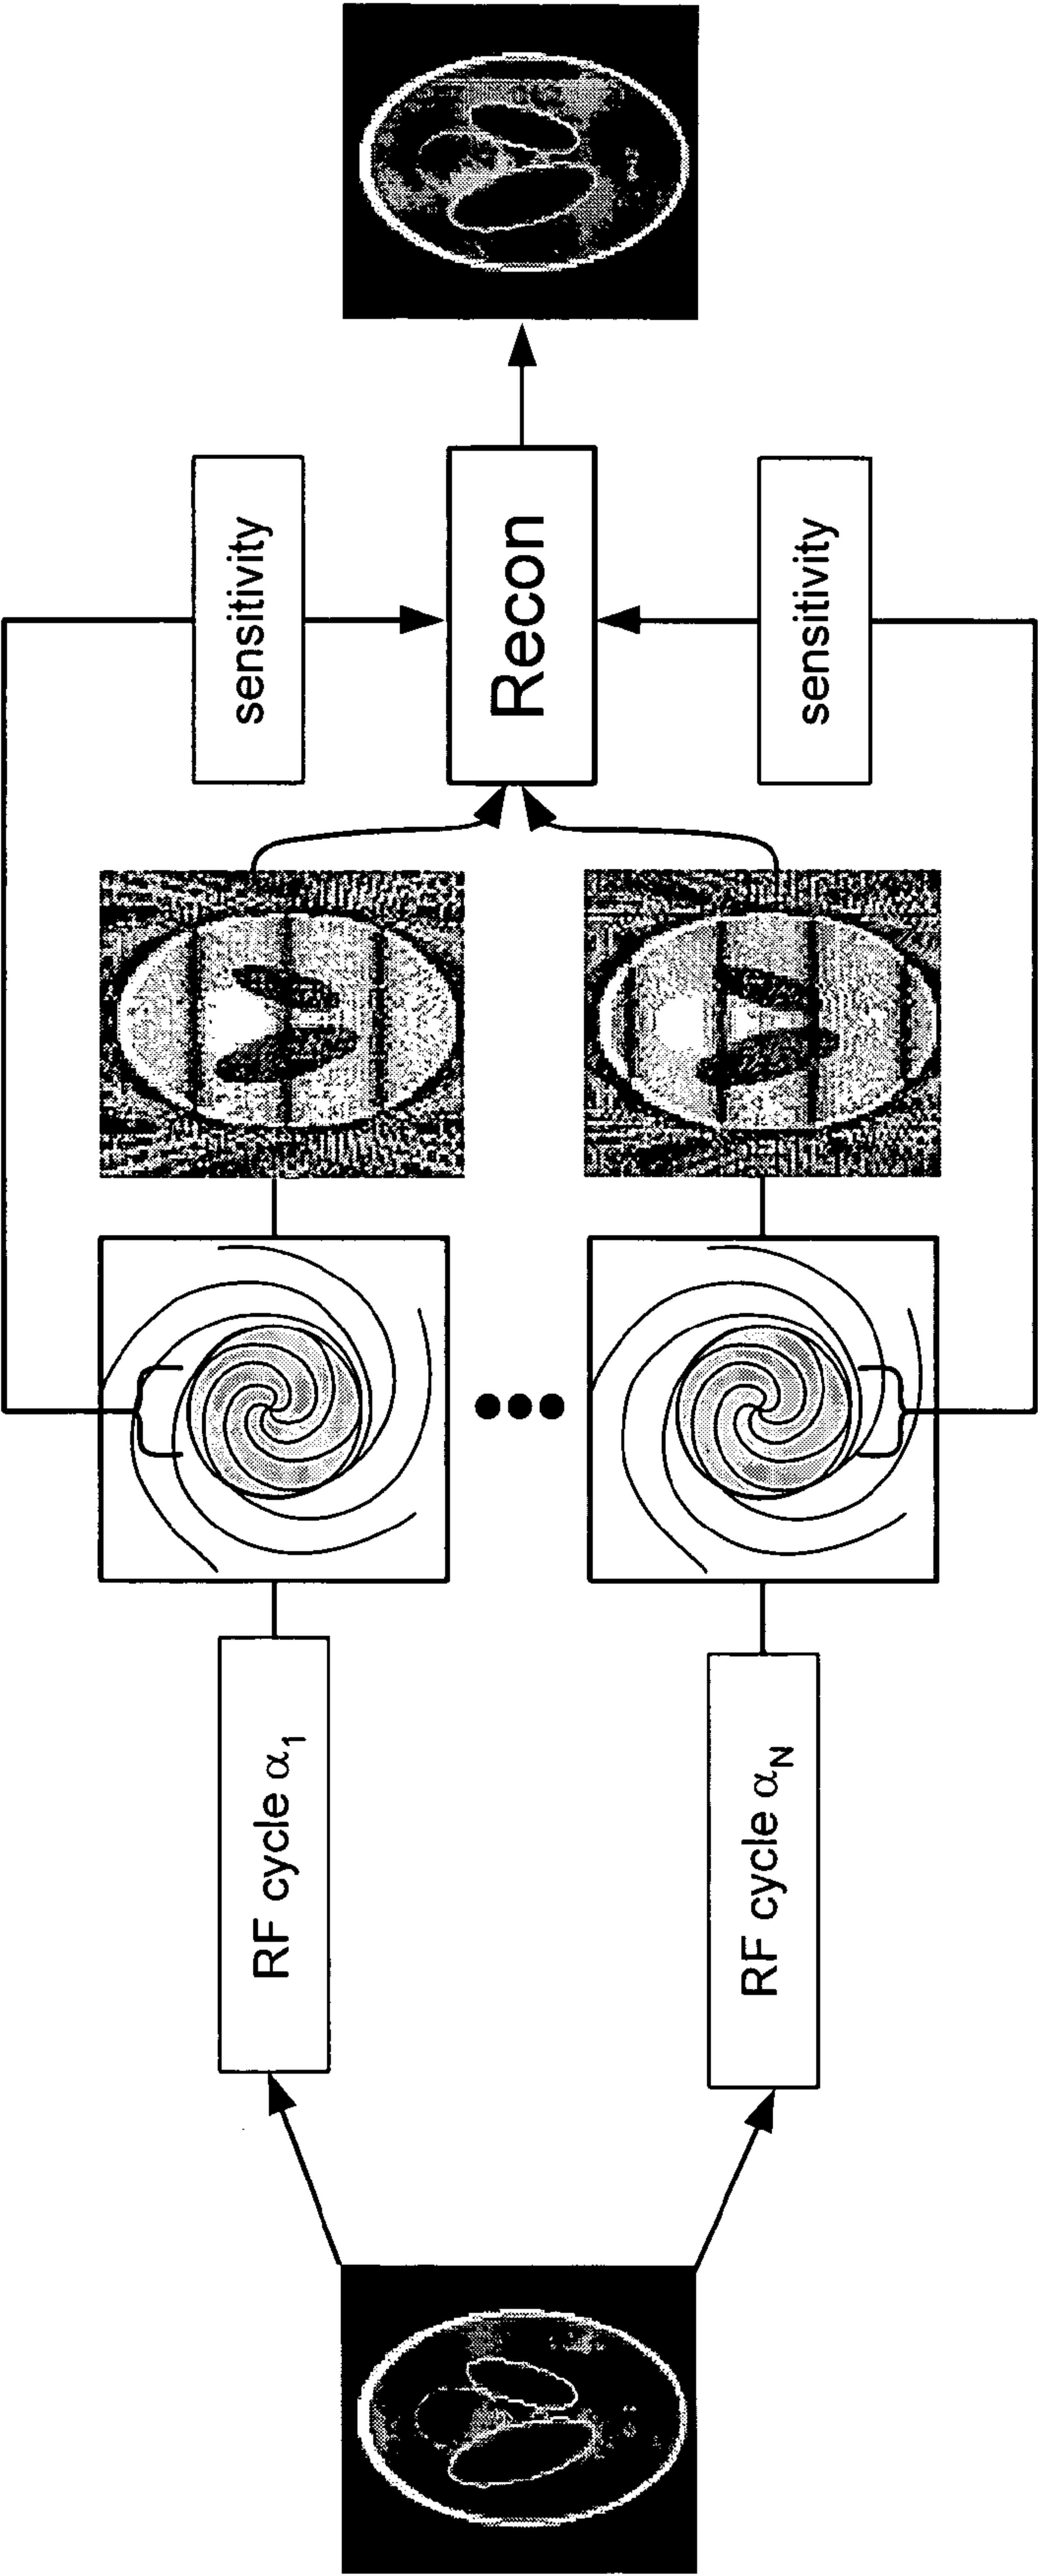 RF cycle α1
RF cycle αN
sensitivity
Recon
sensitivity